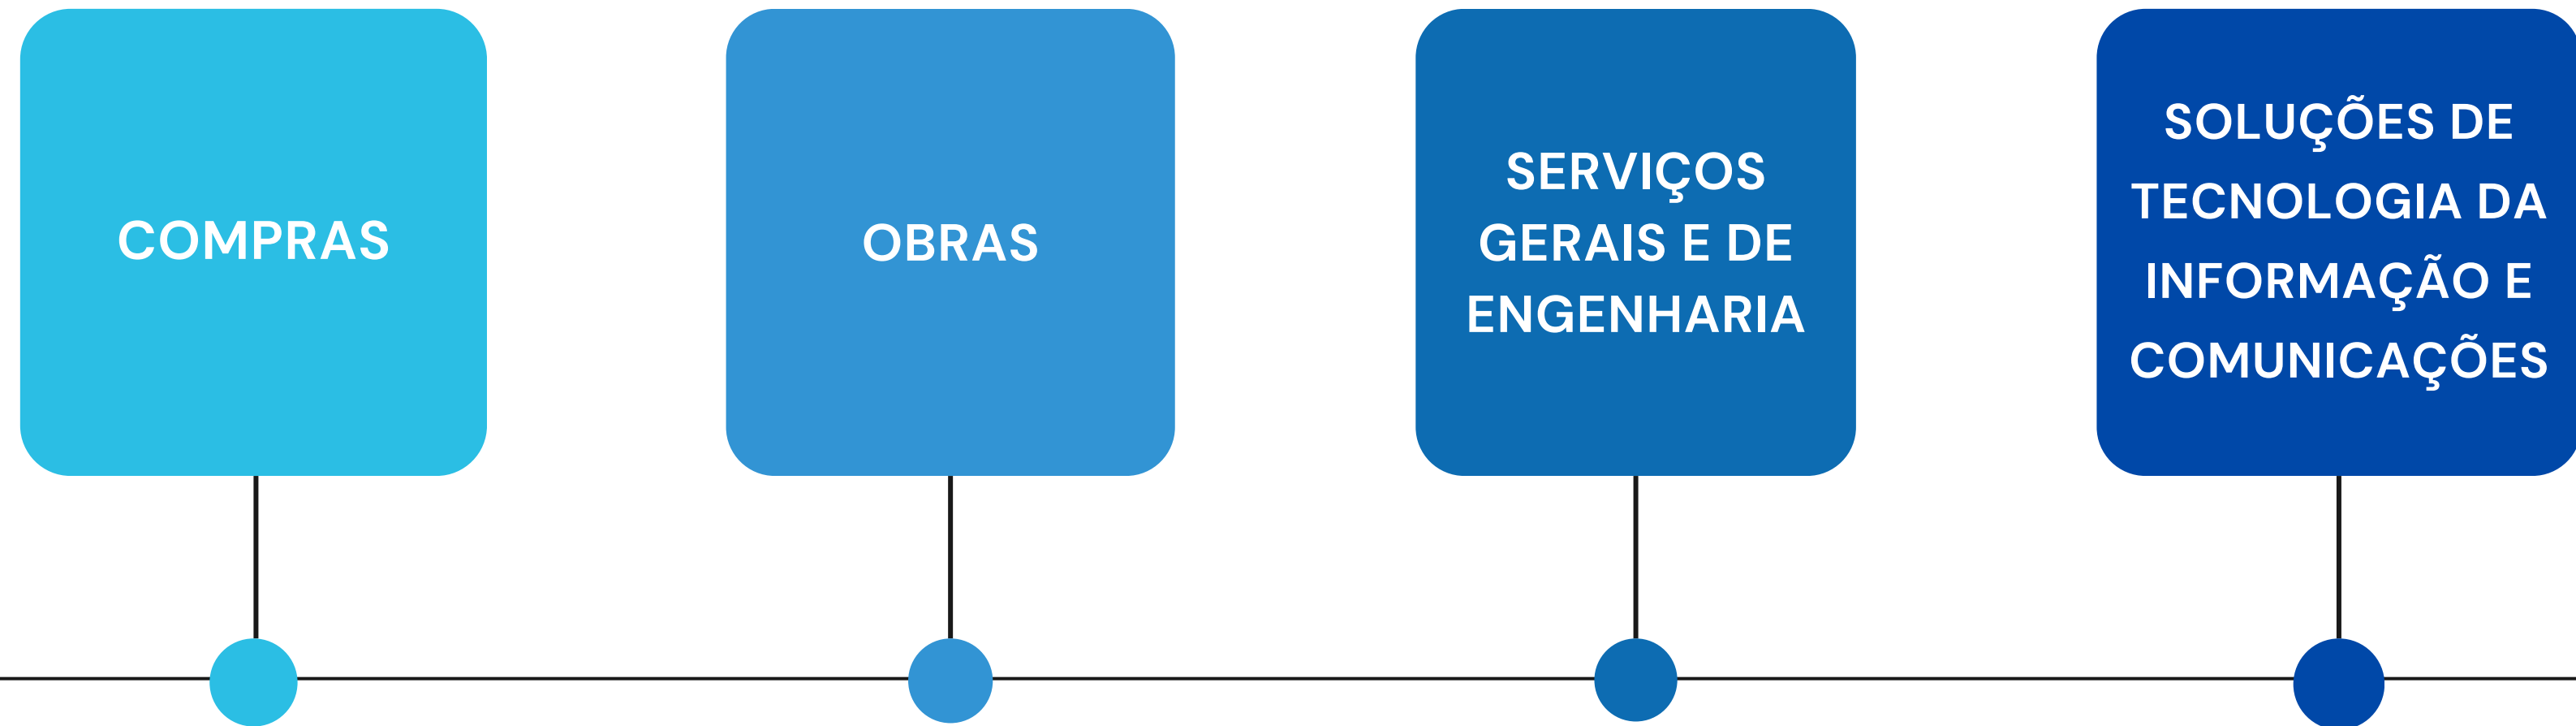 COMPRAS
OBRAS
SERVIÇOS
GERAIS E DE
ENGENHARIA
SOLUÇÕES DE
TECNOLOGIA DA
INFORMAÇÃO E
COMUNICAÇÕES